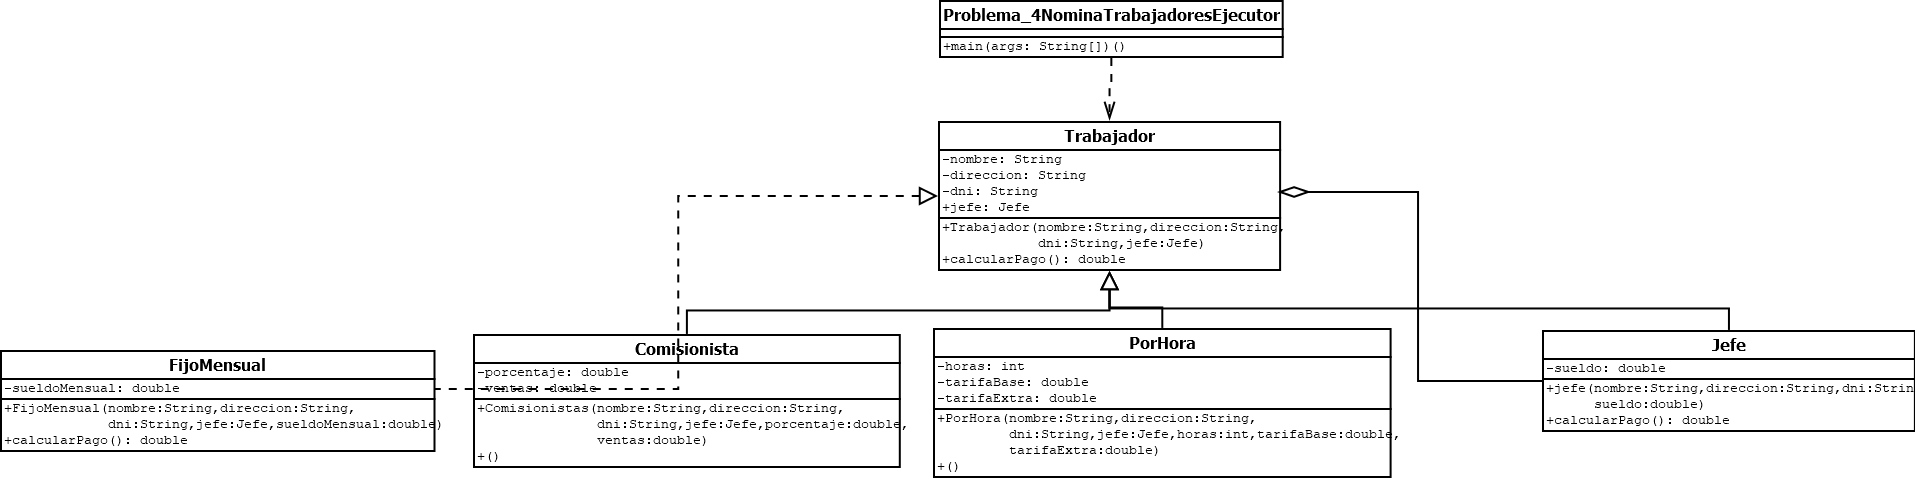 Problema_4NominaTrabajadoresEjecutor
+main(args: String[])()
Trabajador
-nombre: String
-direccion: String
-dni: String
+jefe: Jefe
+Trabajador(nombre:String,direccion:String,
dni:String,jefe:Jefe)
+calcularPago(): double
FijoMensual
-sueldoMensual: double
+FijoMensual(nombre:String,direccion:String,
dni:String,jefe:Jefe,sueldoMensual:double)
+calcularPago(): double
Comisionista
-porcentaje: double
-ventas: double
+Comisionistas(nombre:String,direccion:String,
dni:String,jefe:Jefe,porcentaje:double,
ventas:double)
+()
PorHora
-horas: int
-tarifaBase: double
-tarifaExtra: double
+PorHora(nombre:String,direccion:String,
dni:String,jefe:Jefe,horas:int,tarifaBase:double,
tarifaExtra:double)
+()
Jefe
-sueldo: double
+jefe(nombre:String,direccion:String,dni:Strin
sueldo:double)
+calcularPago(): double